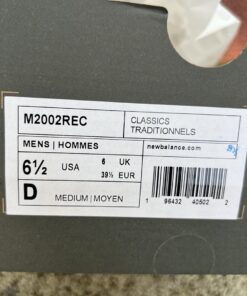 M2002REC
CLASSICS
TRADITIONNELS
MENS | HOMMES
newbalance.com
6½ USA 6 UK
39½ EUR
D MEDIUM | MOYEN
1 96432 40502 2